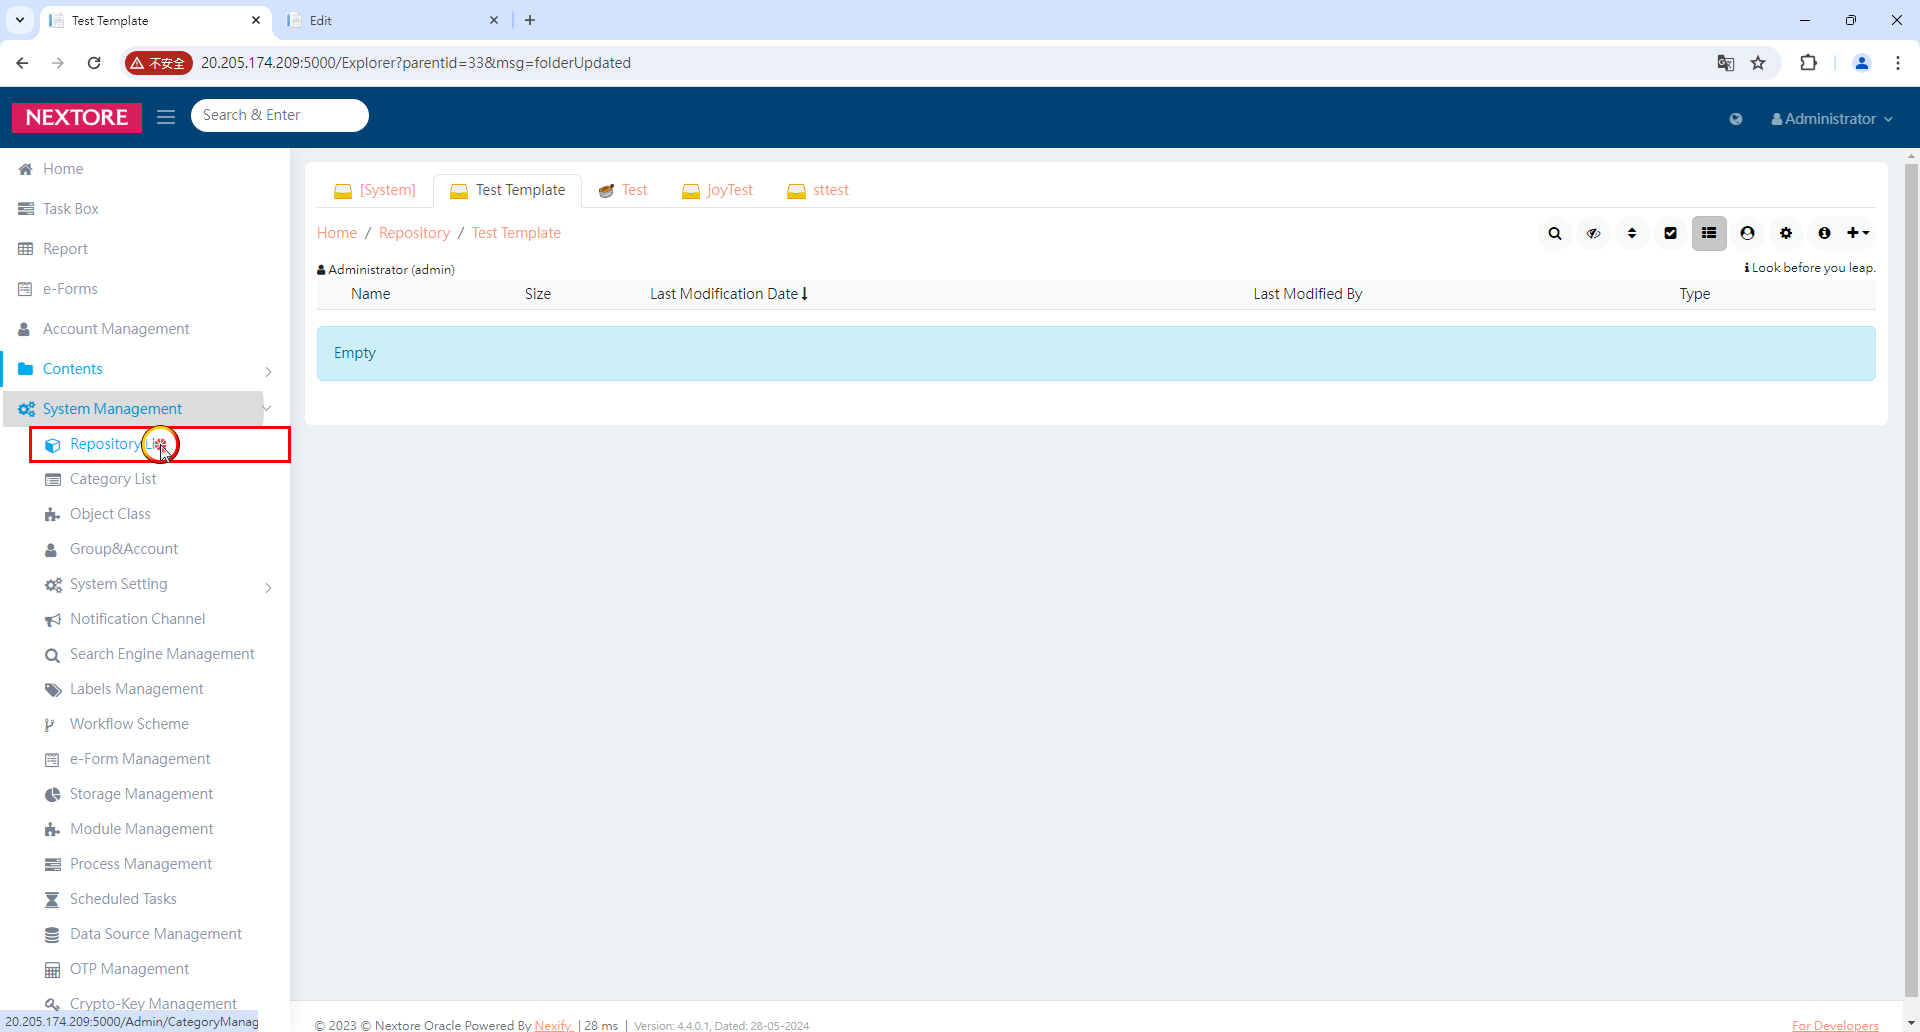 Test Template
Edit
不安全
20.205.174.209:5000/Explorer?parentid=33&msg=folderUpdated
NEXTORE
Search & Enter
Administrator
Home
Task Box
Report
e-Forms
Account Management
Contents
System Management
Repository
Category List
Object Class
Group&Account
System Setting
Notification Channel
Search Engine Management
Labels Management
Workflow Scheme
e-Form Management
Storage Management
Module Management
Process Management
Scheduled Tasks
Data Source Management
OTP Management
Crypto-Key Management
20.205.174.209:5000/Admin/CategoryManag
[System] Test Template Test joyTest sttest
Home / Repository / Test Template
Administrator (admin)
Look before you leap.
Name Size Last Modification Date Last Modified By Type
Empty
© 2023 © Nextore Oracle Powered By Nexify | 28 ms | Version: 4.4.0.1, Dated: 28-05-2024
For Developers